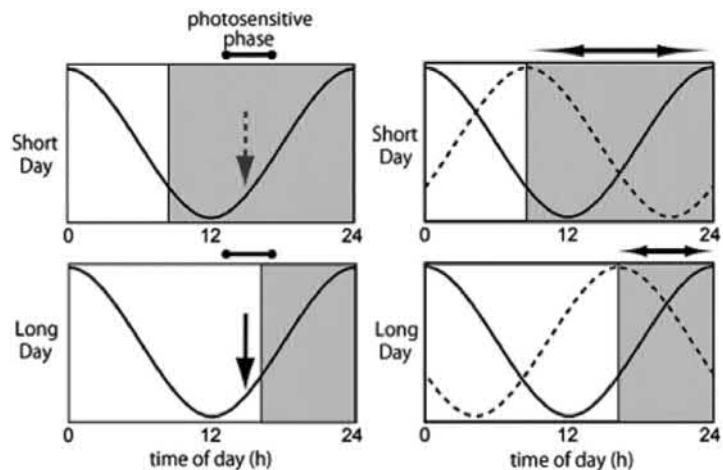 photosensitive
phase
Short
Day
0 12 24
0 12 24
Short
Day
Long
Day
0 12 24
time of day (h)
Long
Day
0 12 24
time of day (h)